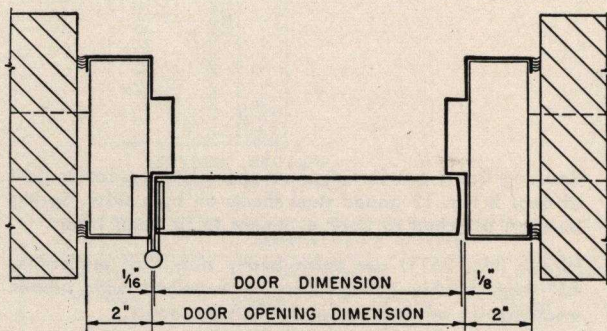 1/16" DOOR DIMENSION 1/8"
2" DOOR OPENING DIMENSION 2"